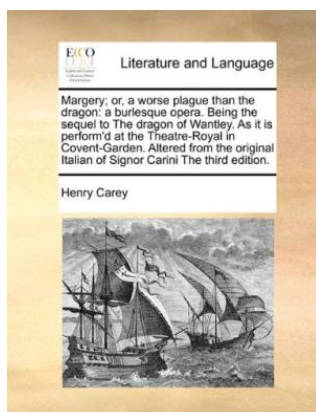 ECCO
Literature and Language
Margery; or, a worse plague than the
dragon: a burlesque opera. Being the
sequel to The dragon of Wantley. As it is
perform'd at the Theatre-Royal in
Covent-Garden. Altered from the original
Italian of Signor Carini The third edition.
Henry Carey